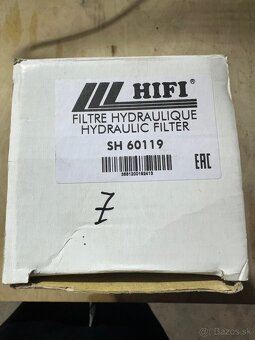 HIFI®
FILTRE HYDRAULIQUE
HYDRAULIC FILTER
SH 60119
EAC
7
Bazos.sk